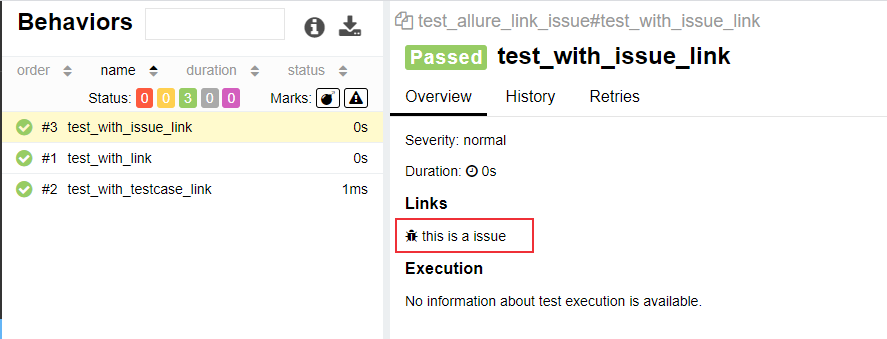 Behaviors
order name duration status
Status: 0 0 3 0 0 Marks:
#3 test_with_issue_link 0s
#1 test_with_link 0s
#2 test_with_testcase_link 1ms
test_allure_link_issue#test_with_issue_link
Passed test_with_issue_link
Overview History Retries
Severity: normal
Duration: 0s
Links
this is a issue
Execution
No information about test execution is available.